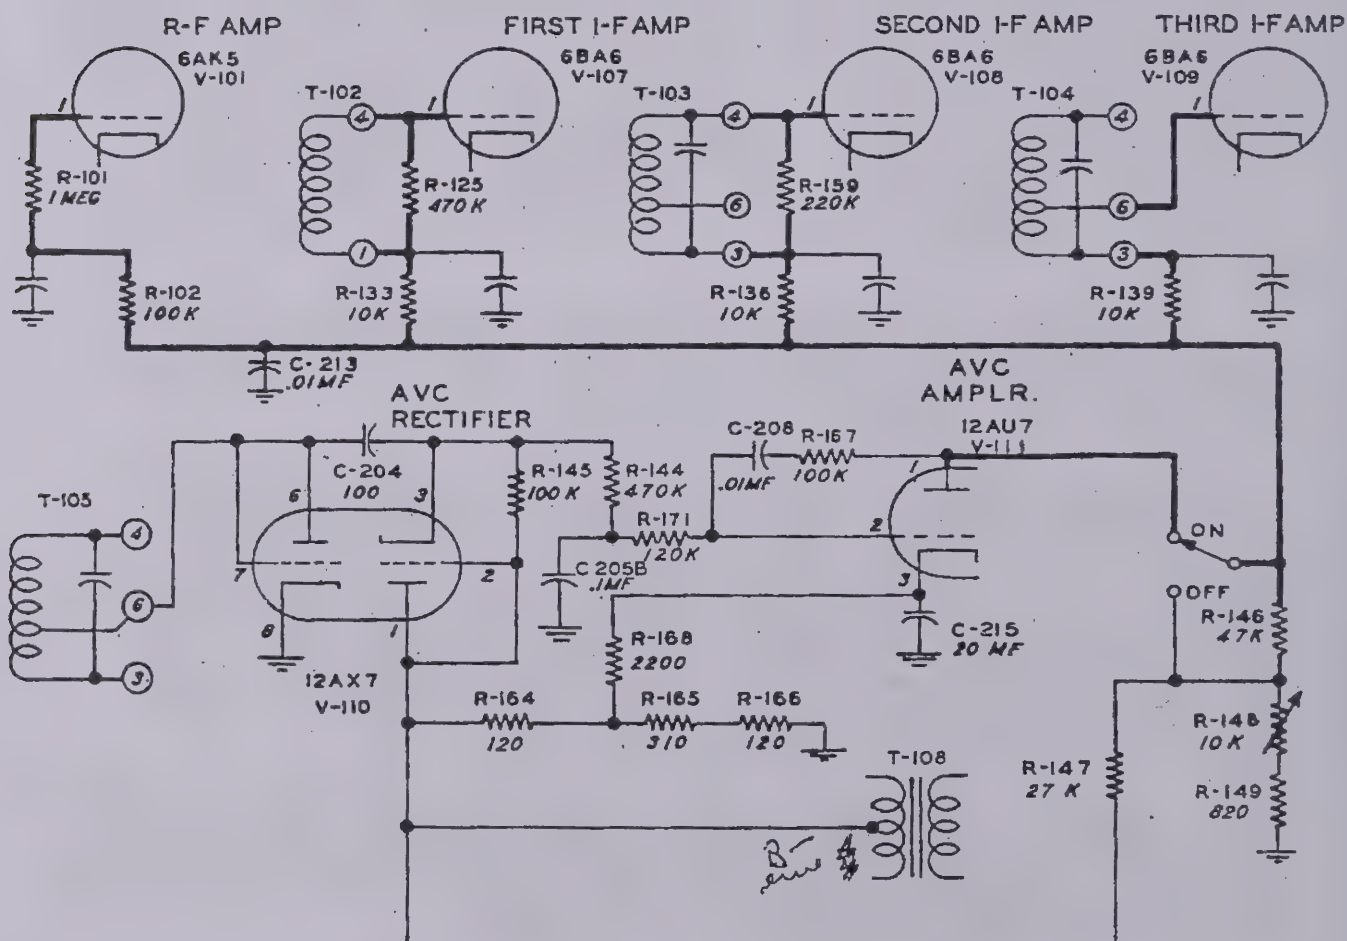 R-F AMP
6AK5
V-101
1
R-101
1 MEG
R-102
100K
C-213
.01MF
FIRST I-F AMP
6BA6
V-107
T-102
4
1
1
R-125
470K
R-133
10K
SECOND I-F AMP
6BA6
V-108
T-103
4
1
6
3
R-159
220K
R-136
10K
THIRD I-F AMP
6BA6
V-109
T-104
4
1
6
3
R-139
10K
AVC
RECTIFIER
T-105
4
6
3
C-204
100
6
3
7
2
8
1
12AX7
V-110
R-145
100K
R-144
470K
R-171
120K
C 205B
.1MF
C-208
.01MF
R-167
100K
AVC
AMPLR.
12AU7
V-111
1
2
3
C-215
20 MF
R-168
2200
R-164
120
R-165
310
R-166
120
ON
OFF
R-146
47K
R-148
10K
R-149
820
R-147
27 K
T-108
B-